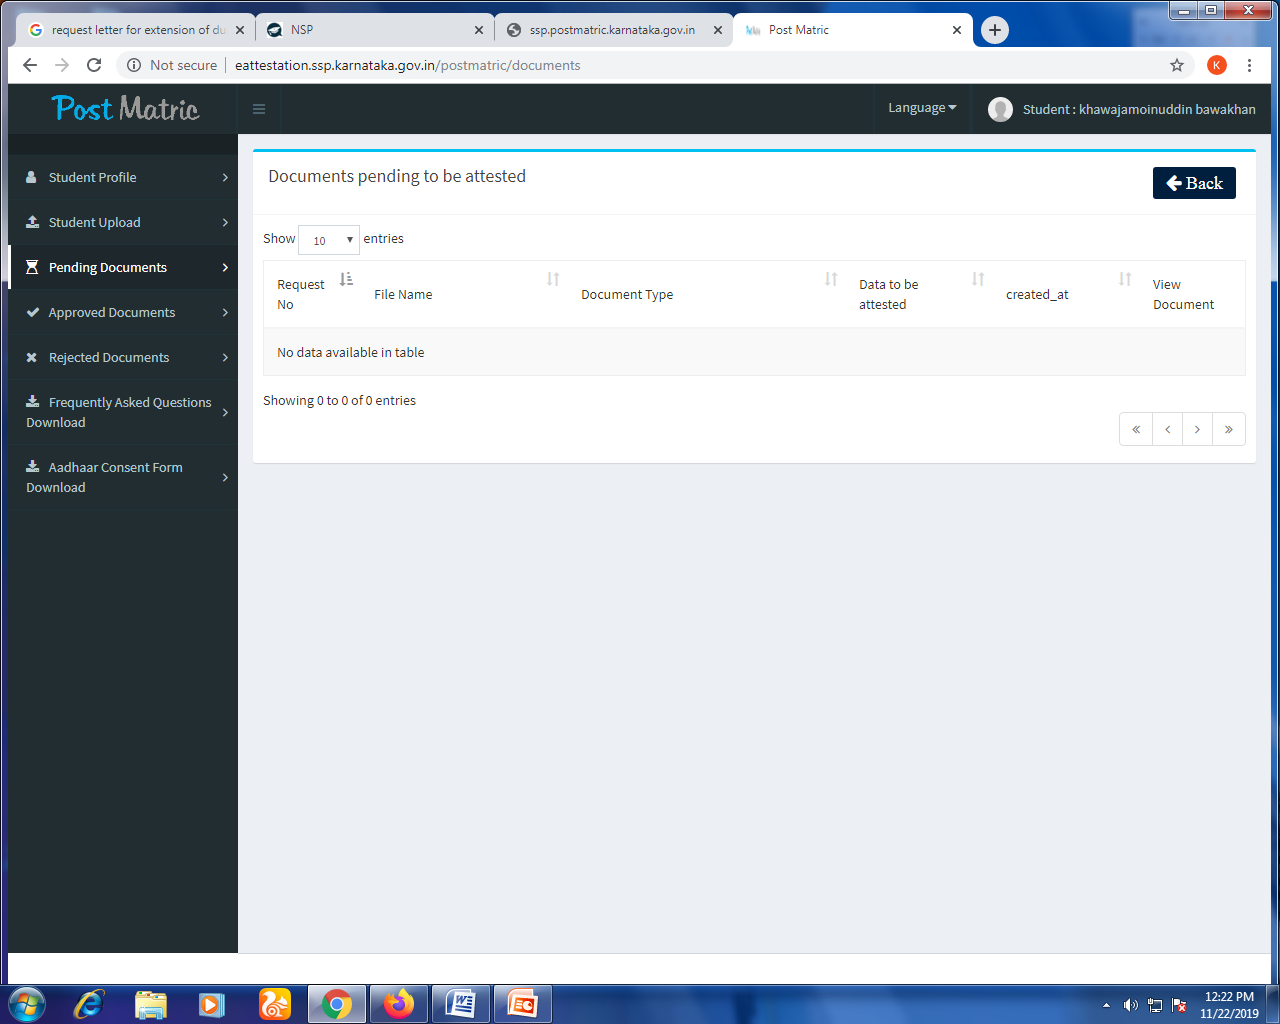 request letter for extension of du
NSP
ssp.postmatric.karnataka.gov.in
Post Matric
Not secure
eattestation.ssp.karnataka.gov.in/postmatric/documents
K
Post Matric
Language
Student : khawajamoinuddin bawakhan
Student Profile
Student Upload
Pending Documents
Approved Documents
Rejected Documents
Frequently Asked Questions
Download
Aadhaar Consent Form
Download
Documents pending to be attested
Back
Show 10 entries
Request
No
File Name
Document Type
Data to be
attested
created_at
View
Document
No data available in table
Showing 0 to 0 of 0 entries
« ‹ › »
12:22 PM
11/22/2019